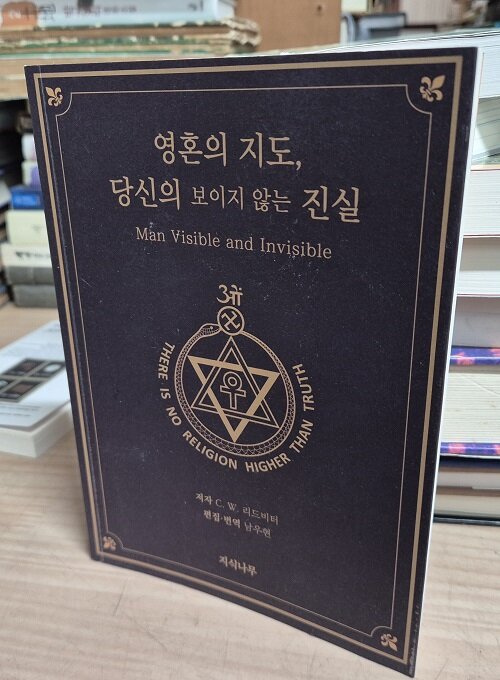 영혼의 지도,
당신의 보이지 않는 진실
Man Visible and Invisible
ओं
THERE IS NO RELIGION HIGHER THAN TRUTH
저자 C. W. 리드비터
편집·번역 남우현
지식나무